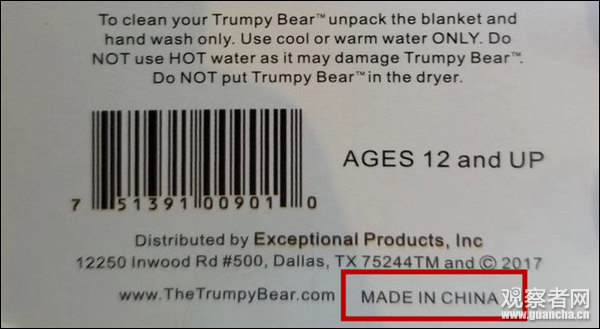 To clean your Trumpy Bear™ unpack the blanket and
hand wash only. Use cool or warm water ONLY. Do
NOT use HOT water as it may damage Trumpy Bear™.
Do NOT put Trumpy Bear™ in the dryer.
AGES 12 and UP
7 51391 00901 0
Distributed by Exceptional Products, Inc
12250 Inwood Rd #500, Dallas, TX 75244TM and © 2017
www.TheTrumpyBear.com MADE IN CHINA
观察者网
www.guancha.cn